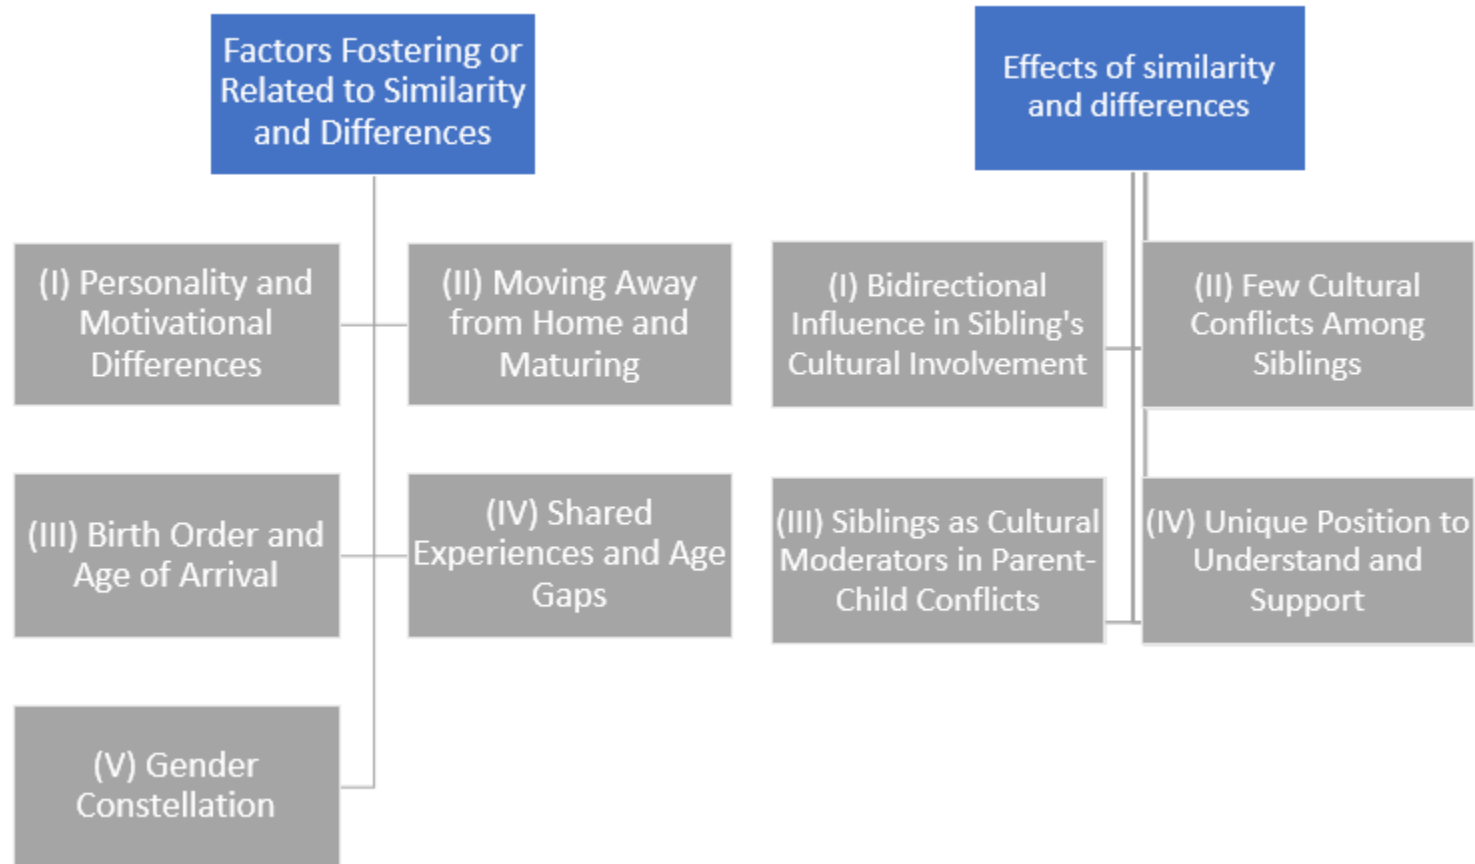 Factors Fostering or
Related to Similarity
and Differences
(I) Personality and
Motivational
Differences
(II) Moving Away
from Home and
Maturing
(III) Birth Order and
Age of Arrival
(IV) Shared
Experiences and Age
Gaps
(V) Gender
Constellation
Effects of similarity
and differences
(I) Bidirectional
Influence in Sibling's
Cultural Involvement
(II) Few Cultural
Conflicts Among
Siblings
(III) Siblings as Cultural
Moderators in Parent-
Child Conflicts
(IV) Unique Position to
Understand and
Support